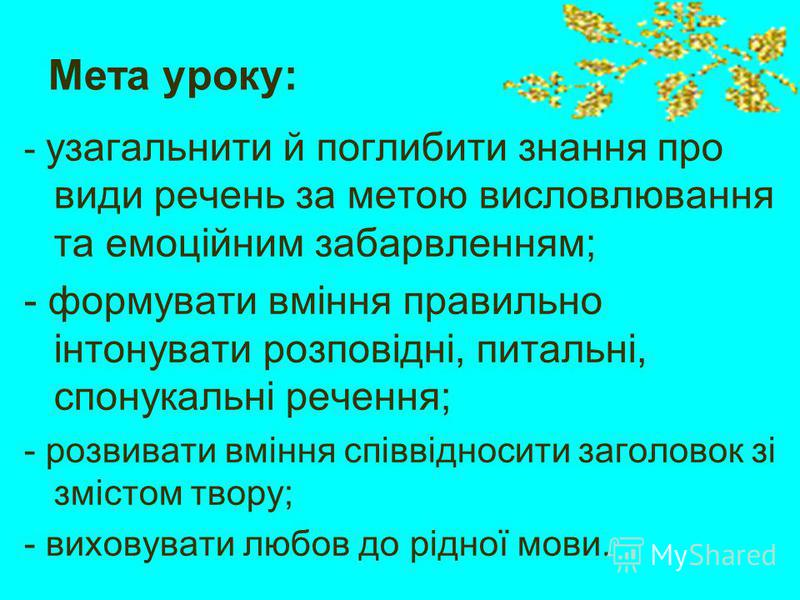 Мета уроку:
- узагальнити й поглибити знання про
види речень за метою висловлювання
та емоційним забарвленням;
- формувати вміння правильно
інтонувати розповідні, питальні,
спонукальні речення;
- розвивати вміння співвідносити заголовок зі
змістом твору;
- виховувати любов до рідної мови.
MyShared